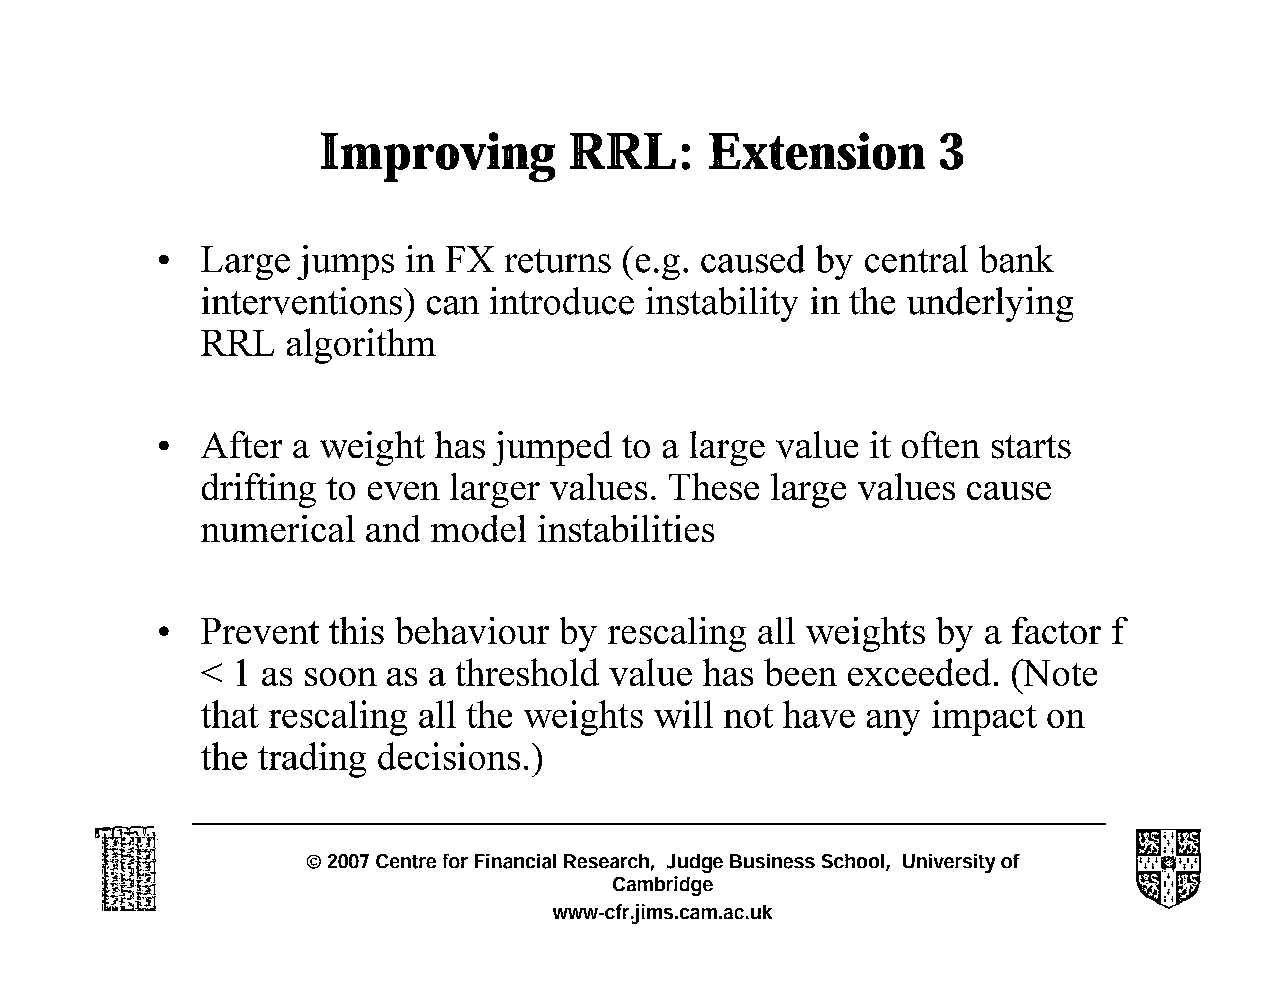 Improving RRL: Extension 3
• Large jumps in FX returns (e.g. caused by central bank
interventions) can introduce instability in the underlying
RRL algorithm
• After a weight has jumped to a large value it often starts
drifting to even larger values. These large values cause
numerical and model instabilities
• Prevent this behaviour by rescaling all weights by a factor f
< 1 as soon as a threshold value has been exceeded. (Note
that rescaling all the weights will not have any impact on
the trading decisions.)
© 2007 Centre for Financial Research, Judge Business School, University of
Cambridge
www-cfr.jims.cam.ac.uk